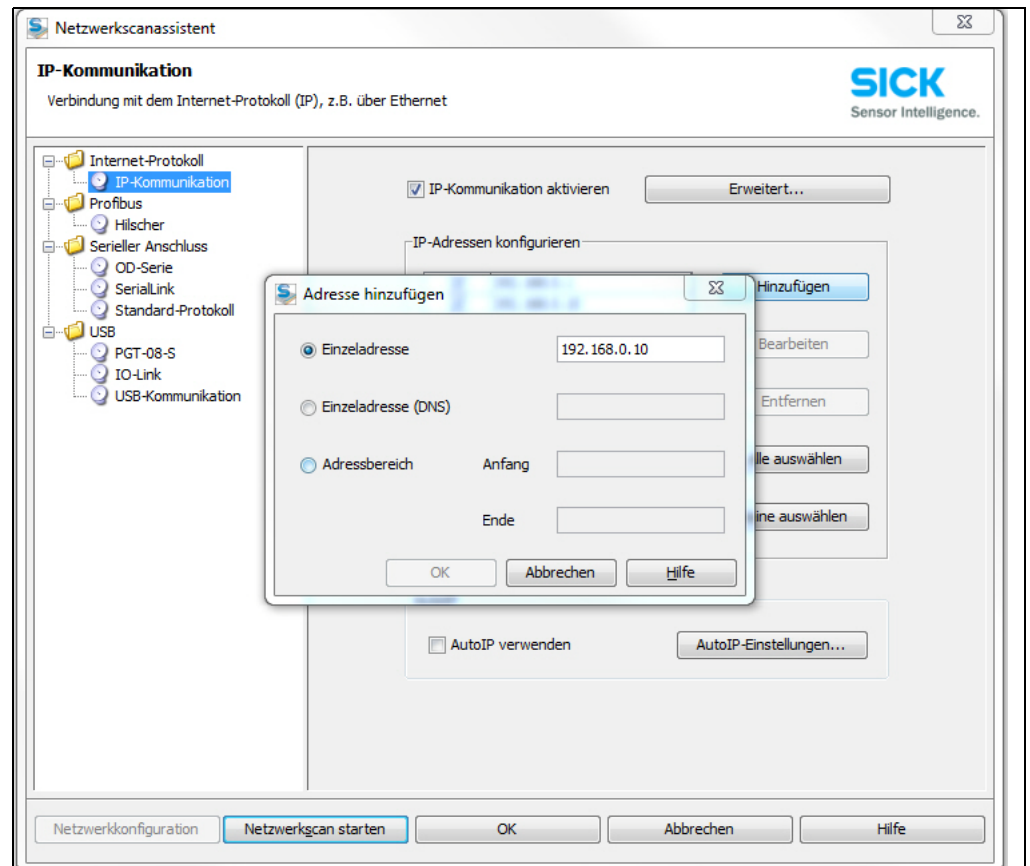 Netzwerkscanassistent
IP-Kommunikation
Verbindung mit dem Internet-Protokoll (IP), z.B. über Ethernet
SICK
Sensor Intelligence.
Internet-Protokoll
IP-Kommunikation
Profibus
Hilscher
Serieller Anschluss
OD-Serie
SerialLink
Standard-Protokoll
USB
PGT-08-S
IO-Link
USB-Kommunikation
IP-Kommunikation aktivieren Erweitert...
IP-Adressen konfigurieren
Hinzufügen
Bearbeiten
Entfernen
lle auswählen
ine auswählen
Adresse hinzufügen
Einzeladresse 192.168.0.10
Einzeladresse (DNS)
Adressbereich Anfang
Ende
OK Abbrechen Hilfe
AutoIP verwenden AutoIP-Einstellungen...
Netzwerkkonfiguration Netzwerkscan starten OK Abbrechen Hilfe